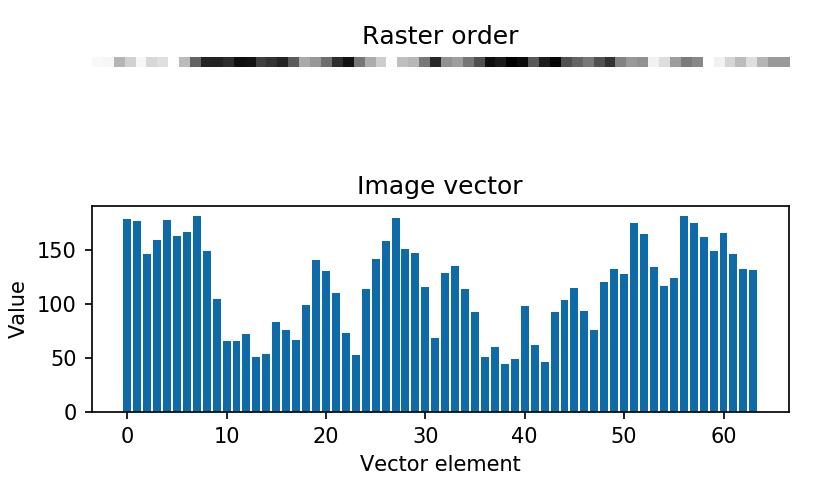 Raster order
Image vector
150
100
50
0
Value
0 10 20 30 40 50 60
Vector element